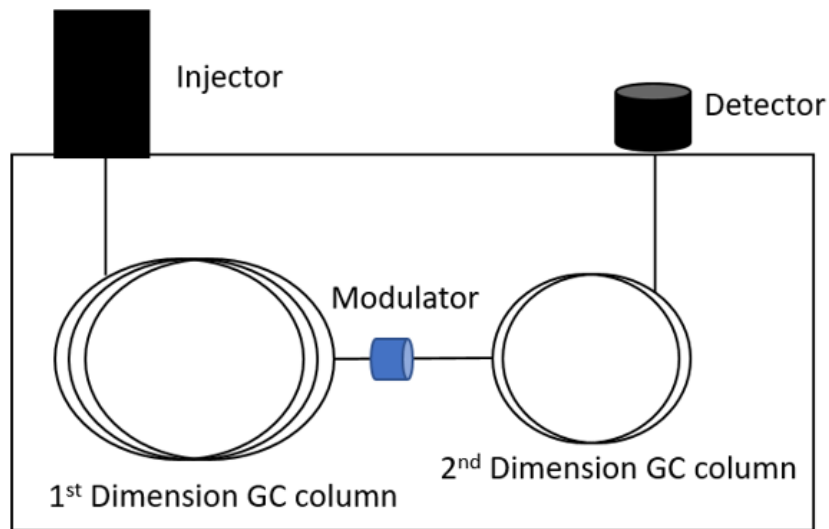 Injector
Detector
Modulator
1st Dimension GC column
2nd Dimension GC column